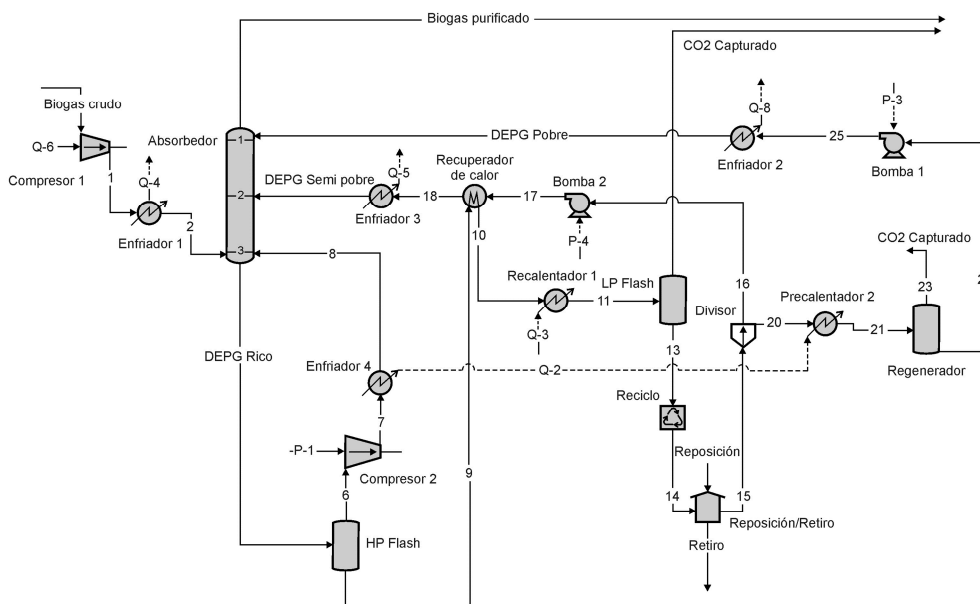 Biogas purificado
CO2 Capturado
Biogas crudo
Q-6
Compresor 1
1
Q-4
2
Enfriador 1
Absorbedor
1
2
3
DEPG Pobre
Q-8
Enfriador 2
25
P-3
Bomba 1
DEPG Semi pobre
Q-5
Enfriador 3
18
Recuperador
de calor
17
Bomba 2
P-4
10
8
Recalentador 1
11
Q-3
LP Flash
16
Divisor
20
Precalentador 2
21
CO2 Capturado
23
2
Regenerador
DEPG Rico
Enfriador 4
Q-2
13
Reciclo
7
-P-1
Compresor 2
6
9
Reposición
14
15
Reposición/Retiro
Retiro
HP Flash